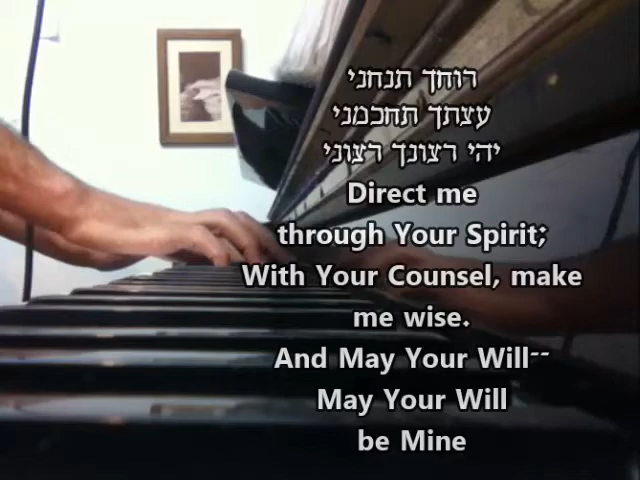 רוחך תנחני
עצתך תחכמני
יהי רצונך רצוני
Direct me
through Your Spirit;
With Your Counsel, make
me wise.
And May Your Will--
May Your Will
be Mine